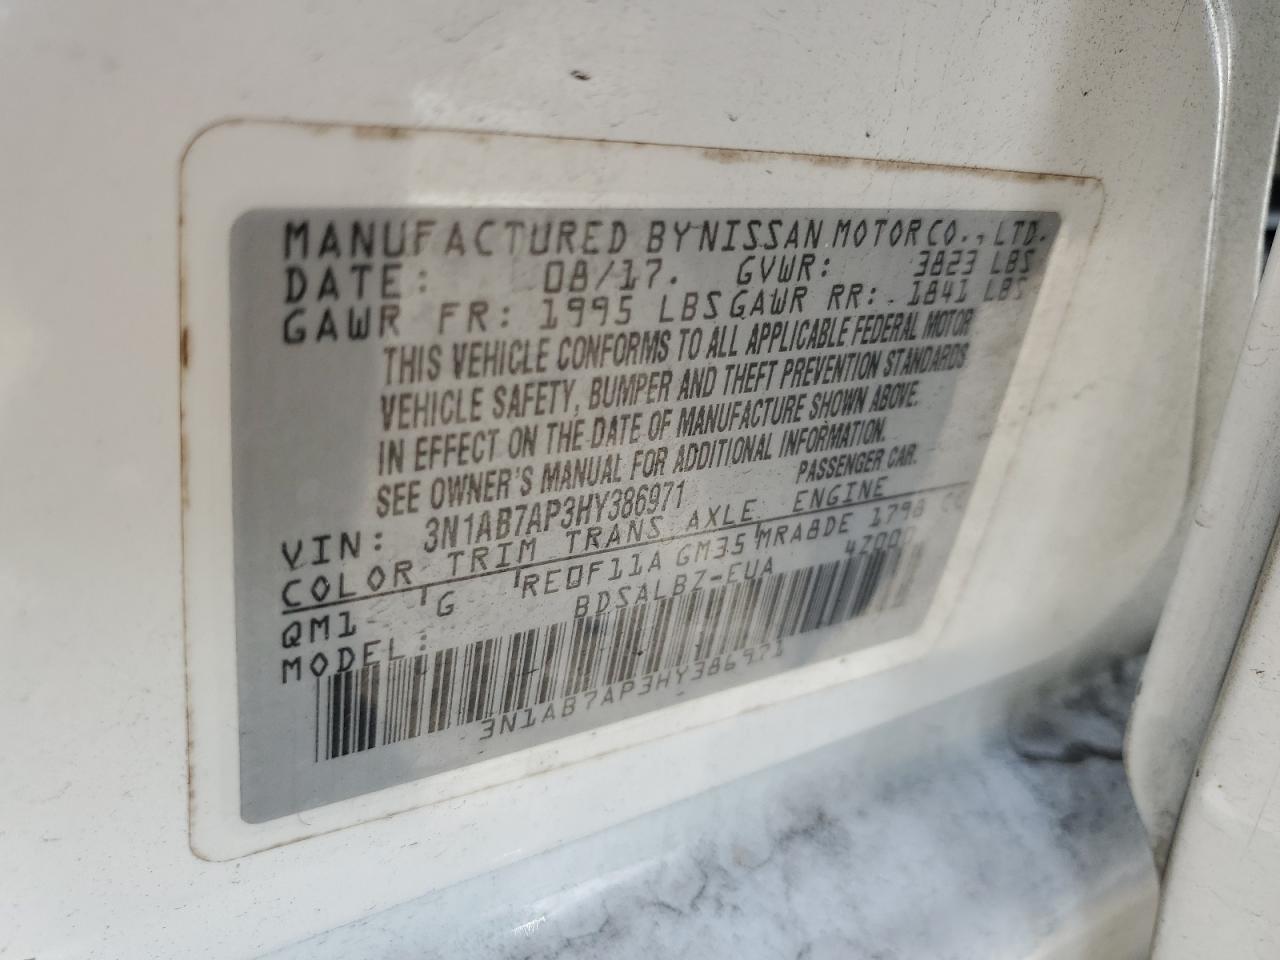 MANUFACTURED BY NISSAN MOTOR CO., LTD.
DATE: 08/17. GVWR: 3823 LBS
GAWR FR: 1995 LBS GAWR RR: 1841 LBS
THIS VEHICLE CONFORMS TO ALL APPLICABLE FEDERAL MOTOR
VEHICLE SAFETY, BUMPER AND THEFT PREVENTION STANDARDS
IN EFFECT ON THE DATE OF MANUFACTURE SHOWN ABOVE.
SEE OWNER'S MANUAL FOR ADDITIONAL INFORMATION.
PASSENGER CAR.
VIN: 3N1AB7AP3HY386971
COLOR TRIM TRANS AXLE ENGINE
QM1 G RE0F11A GM35 MRA8DE 1798 CC
MODEL: BDSALBZ-EUA
3N1AB7AP3HY386971